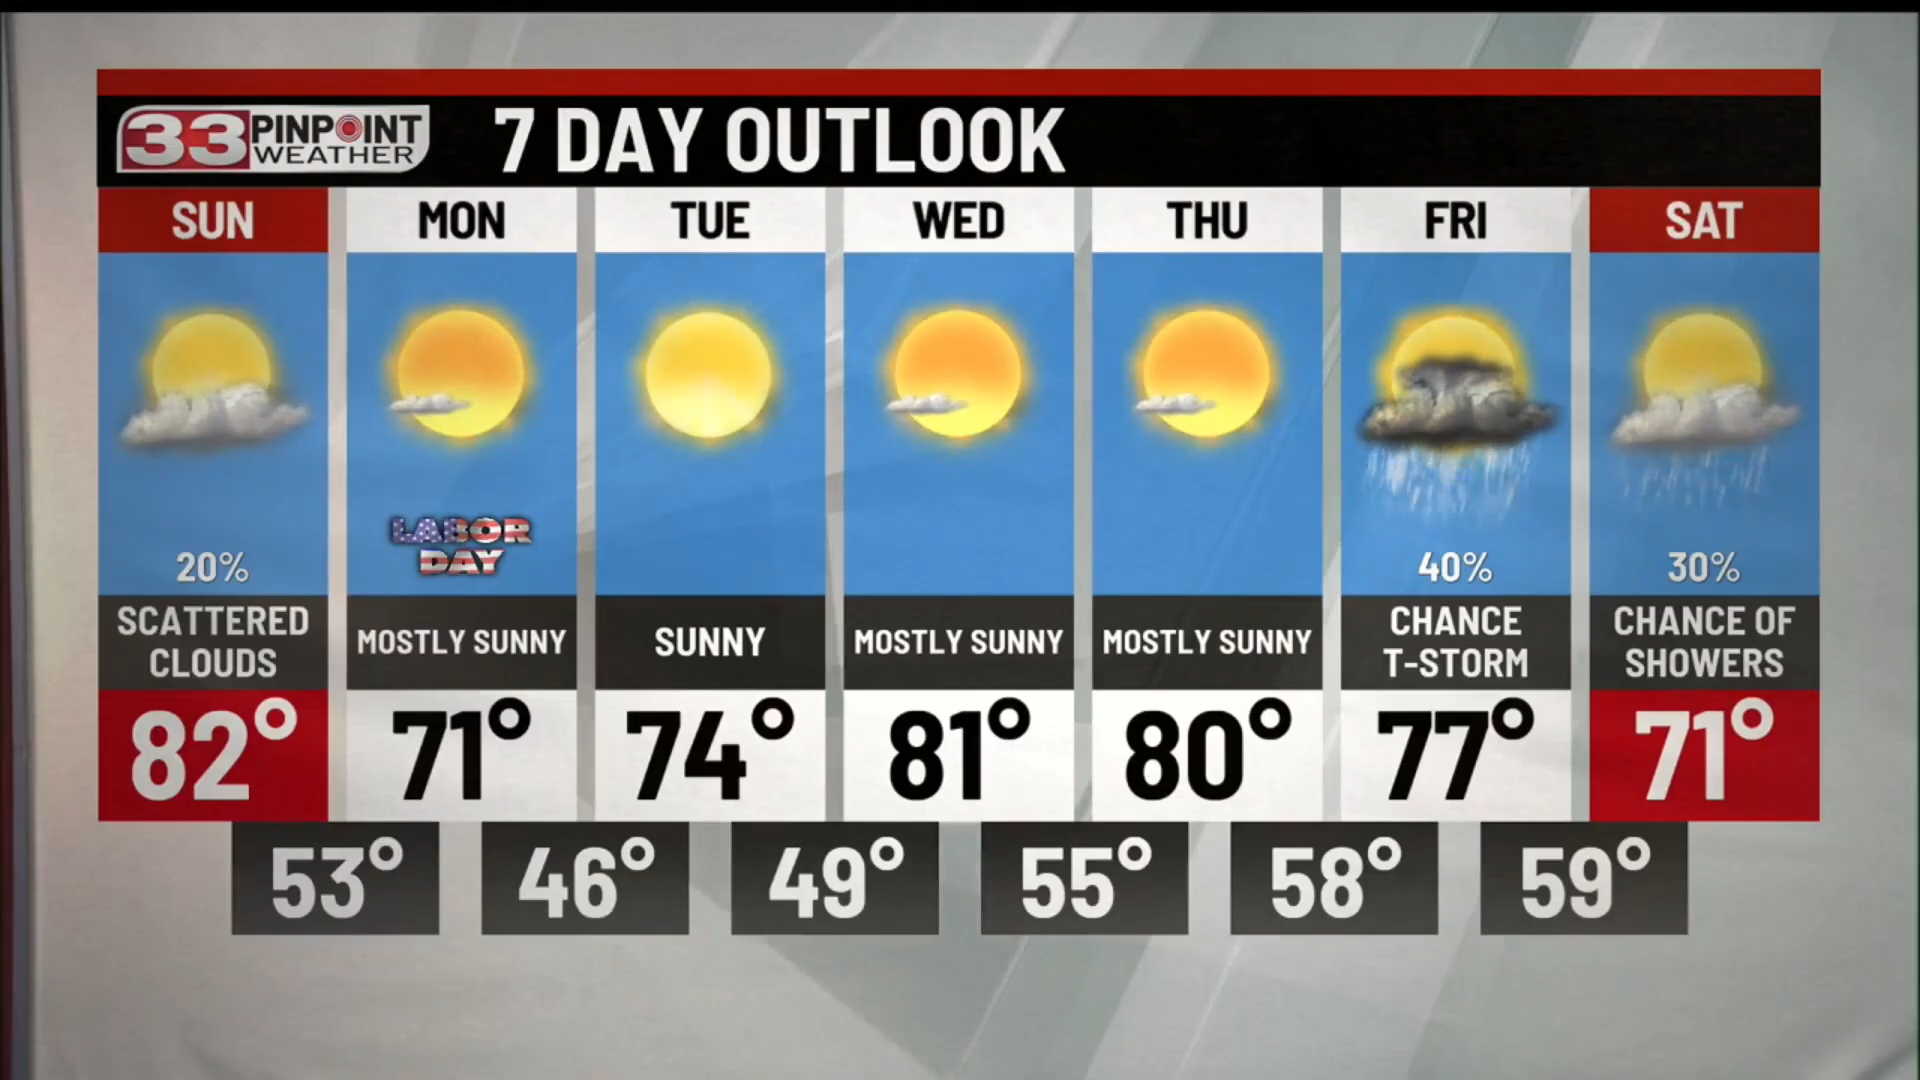 33 PINPOINT WEATHER
7 DAY OUTLOOK
SUN
MON
TUE
WED
THU
FRI
SAT
LABOR
DAY
20%
40%
30%
SCATTERED
CLOUDS
MOSTLY SUNNY
SUNNY
MOSTLY SUNNY
MOSTLY SUNNY
CHANCE
T-STORM
CHANCE OF
SHOWERS
82°
71°
74°
81°
80°
77°
71°
53°
46°
49°
55°
58°
59°